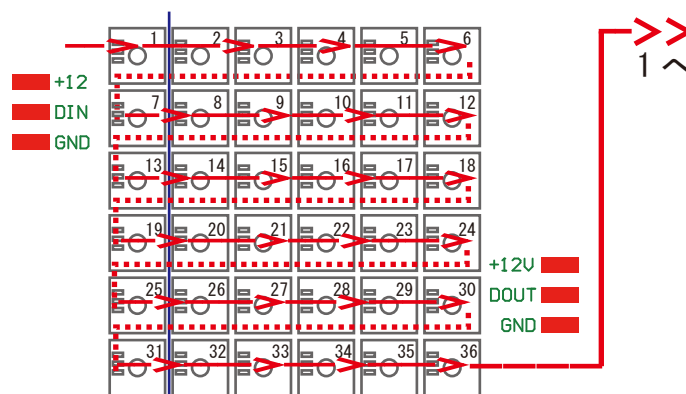 1 2 3 4 5 6
1へ
+12
DIN
GND
7 8 9 10 11 12
13 14 15 16 17 18
19 20 21 22 23 24
+12V
DOUT
GND
25 26 27 28 29 30
31 32 33 34 35 36